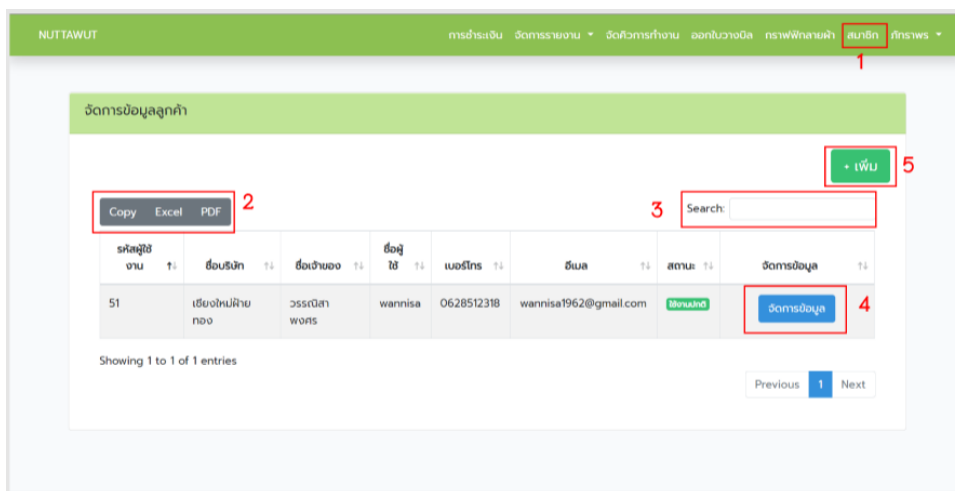 NUTTAWUT การชำระเงิน จัดการรายงาน จัดคิวการทำงาน ออกใบวางบิล กราฟฟิกลายผ้า สมาชิก ภัทราพร
1
จัดการข้อมูลลูกค้า
+ เพิ่ม 5
Copy Excel PDF 2 3 Search:
รหัสผู้ใช้
งาน ชื่อบริษัท ชื่อเจ้าของ ชื่อผู้
ใช้ เบอร์โทร อีเมล สถานะ จัดการข้อมูล
51 เชียงใหม่ฝ้าย
ทอง วรรณิสา
พงศร wannisa 0628512318 wannisa1962@gmail.com ใช้งานปกติ จัดการข้อมูล 4
Showing 1 to 1 of 1 entries
Previous 1 Next